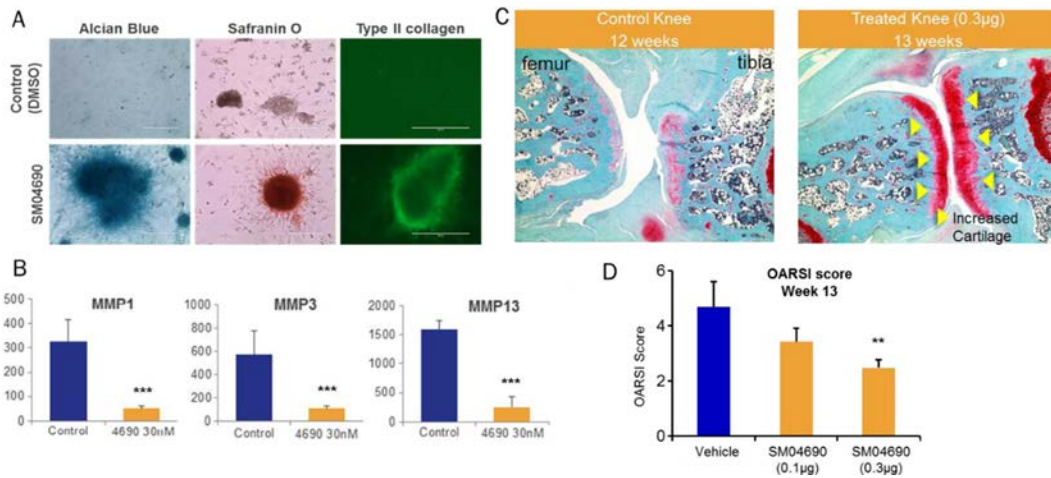 A
Alcian Blue
Safranin O
Type II collagen
Control
(DMSO)
SM04690
B
MMP1
500
400
300
200
100
0
***
Control
4690 30nM
MMP3
1000
800
600
400
200
0
***
Control
4690 30nM
MMP13
2000
1500
1000
500
0
***
Control
4690 30nM
C
Control Knee
12 weeks
femur
tibia
Treated Knee (0.3µg)
13 weeks
Increased
Cartilage
D
OARSI score
Week 13
OARSI Score
6
4
2
0
**
Vehicle
SM04690
(0.1µg)
SM04690
(0.3µg)